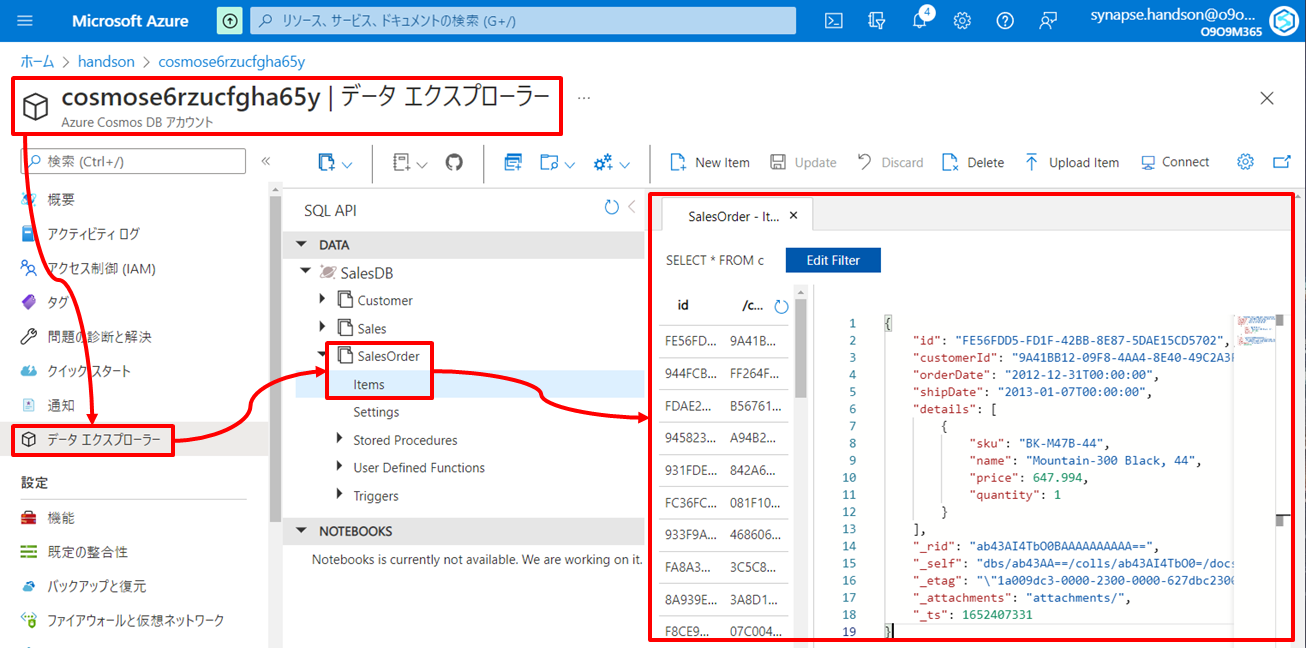 Microsoft Azure
リソース、サービス、ドキュメントの検索 (G+/)
4
synapse.handson@o9o...
O9O9M365
ホーム > handson > cosmose6rzucfgha65y
cosmose6rzucfgha65y | データ エクスプローラー
...
Azure Cosmos DB アカウント
検索 (Ctrl+/)
概要
アクティビティ ログ
アクセス制御 (IAM)
タグ
問題の診断と解決
クイック スタート
通知
データ エクスプローラー
設定
機能
既定の整合性
バックアップと復元
ファイアウォールと仮想ネットワーク
New Item
Update
Discard
Delete
Upload Item
Connect
SQL API
DATA
SalesDB
Customer
Sales
SalesOrder
Items
Settings
Stored Procedures
User Defined Functions
Triggers
NOTEBOOKS
Notebooks is currently not available. We are working on it.
SalesOrder - It...
SELECT * FROM c
Edit Filter
id /c...
FE56FD... 9A41B...
944FCB... FF264F...
FDAE2... B56761...
945823... A94B2...
931FDE... 842A6...
FC36FC... 081F10...
933F9A... 468606...
FA8A3... 3C5C8...
8A939E... 3A8D1...
F8CE9... 07C004...
1 {
2 "id": "FE56FDD5-FD1F-42BB-8E87-5DAE15CD5702",
3 "customerId": "9A41BB12-09F8-4AA4-8E40-49C2A3
4 "orderDate": "2012-12-31T00:00:00",
5 "shipDate": "2013-01-07T00:00:00",
6 "details": [
7 {
8 "sku": "BK-M47B-44",
9 "name": "Mountain-300 Black, 44",
10 "price": 647.994,
11 "quantity": 1
12 }
13 ],
14 "_rid": "ab43AI4TbO0BAAAAAAAAAA==",
15 "_self": "dbs/ab43AA==/colls/ab43AI4TbO0=/docs
16 "_etag": "\"1a009dc3-0000-2300-0000-627dbc2300
17 "_attachments": "attachments/",
18 "_ts": 1652407331
19 }